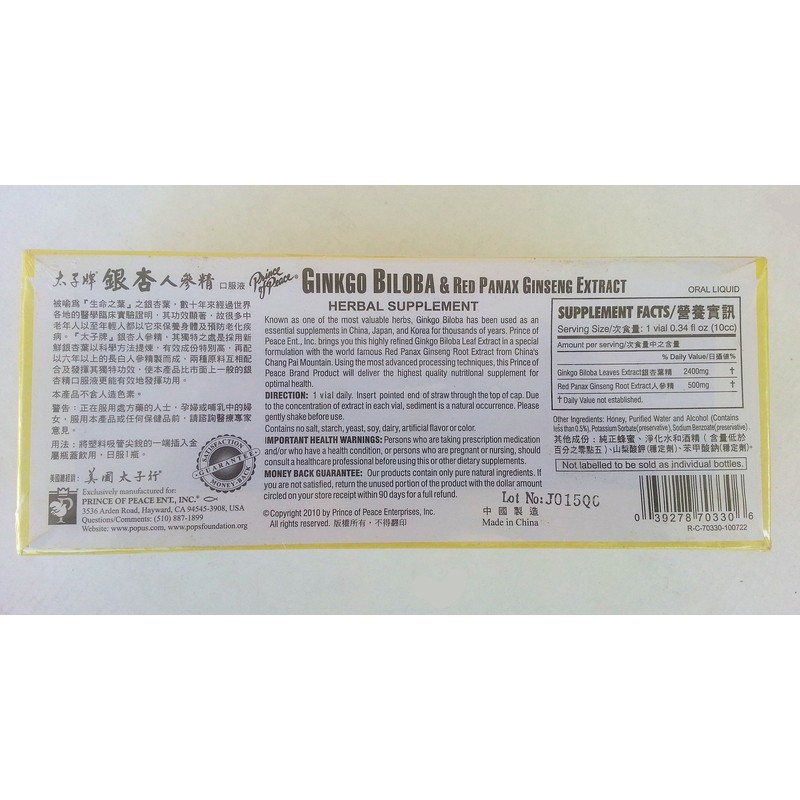 太子牌 銀杏人參精 口服液
Prince of Peace® GINKGO BILOBA & RED PANAX GINSENG EXTRACT
ORAL LIQUID
HERBAL SUPPLEMENT
被喻爲『生命之葉』之銀杏葉，數十年來經過世界
各地的醫學臨床實驗證明，其功效顯著，故很多中
老年人以至年輕人都以它來保養身體及預防老化疾
病。『太子牌』銀杏人參精，其獨特之處是採用新
鮮銀杏葉以科學方法提煉，有效成份特別高，再配
以六年以上的長白人參精製而成，兩種原料互相配
合及發揮其獨特功效，使本產品比市面上一般的銀
杏精口服液更能有效地發揮功用。
本產品不含人造色素。
警告：正在服用處方藥的人士，孕婦或哺乳中的婦
女，服用本產品或任何保健品前，請諮詢醫療專家
意見。
用法：將塑料吸管尖銳的一端插入金
屬瓶蓋飲用，日服1瓶。
SATISFACTION
GUARANTEE
MONEY-BACK
美國總經銷：美國太子行
Exclusively manufactured for:
PRINCE OF PEACE ENT., INC.®
3536 Arden Road, Hayward, CA 94545-3908, USA
Questions/Comments: (510) 887-1899
Website: www.popus.com, www.popsfoundation.org
Known as one of the most valuable herbs, Ginkgo Biloba has been used as an
essential supplements in China, Japan, and Korea for thousands of years. Prince of
Peace Ent., Inc. brings you this highly refined Ginkgo Biloba Leaf Extract in a special
formulation with the world famous Red Panax Ginseng Root Extract from China's
Chang Pai Mountain. Using the most advanced processing techniques, this Prince of
Peace Brand Product will deliver the highest quality nutritional supplement for
optimal health.
DIRECTION: 1 vial daily. Insert pointed end of straw through the top of cap. Due
to the concentration of extract in each vial, sediment is a natural occurrence. Please
gently shake before use.
Contains no salt, starch, yeast, soy, dairy, artificial flavor or color.
IMPORTANT HEALTH WARNINGS: Persons who are taking prescription medication
and/or who have a health condition, or persons who are pregnant or nursing, should
consult a healthcare professional before using this or other dietary supplements.
MONEY BACK GUARANTEE: Our products contain only pure natural ingredients. If
you are not satisfied, return the unused portion of the product with the dollar amount
circled on your store receipt within 90 days for a full refund.
©Copyright 2010 by Prince of Peace Enterprises, Inc.
All rights reserved. 版權所有，不得翻印
SUPPLEMENT FACTS/營養資訊
Serving Size/次食量: 1 vial 0.34 fl oz (10cc)
Amount per serving/次食量中之含量
% Daily Value/日攝值%
Ginkgo Biloba Leaves Extract銀杏葉精 2400mg †
Red Panax Ginseng Root Extract人參精 500mg †
† Daily Value not established.
Other Ingredients: Honey, Purified Water and Alcohol (Contains
less than 0.5%), Potassium Sorbate (preservative), Sodium Benzoate (preservative).
其他成份：純正蜂蜜、淨化水和酒精（含量低於
百分之零點五）、山梨酸鉀(穩定劑)、苯甲酸鈉(穩定劑)。
Not labelled to be sold as individual bottles.
Lot No: J015QC
中國製造
Made in China
0 39278 70330 6
R-C-70330-100722